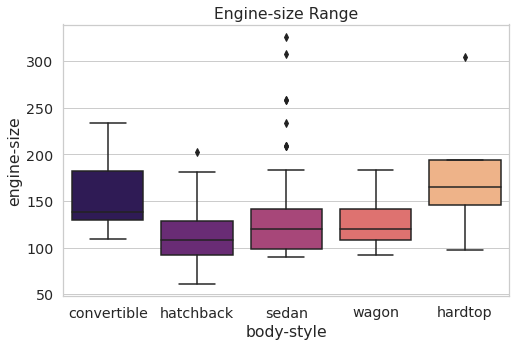 Engine-size Range
engine-size
300
250
200
150
100
50
convertible hatchback sedan wagon hardtop
body-style